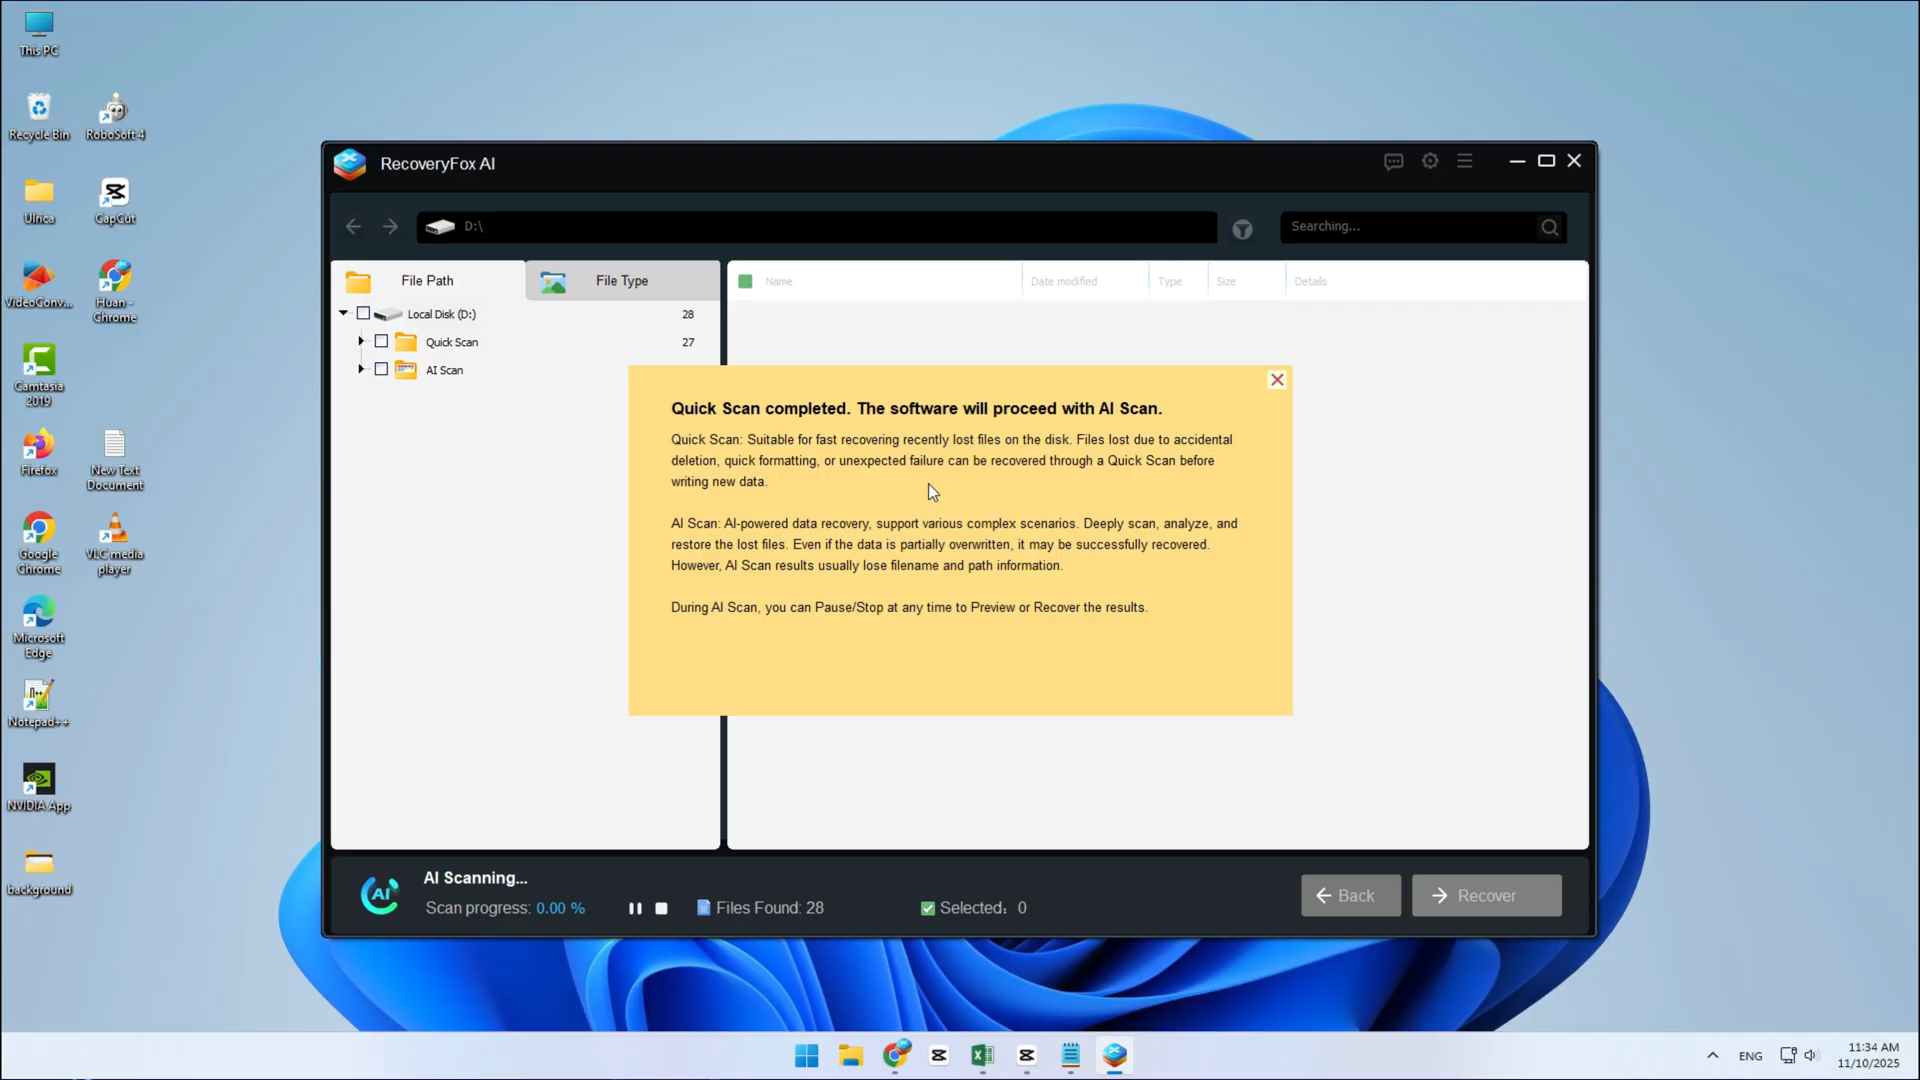 This PC
Recycle Bin
RoboSoft 4
Ulrica
CapCut
VideoConv...
Huan -
Chrome
Camtasia
2019
Firefox
New Text
Document
Google
Chrome
VLC media
player
Microsoft
Edge
Notepad++
NVIDIA App
background
RecoveryFox AI
D:\
Searching...
File Path
File Type
Name
Date modified
Type
Size
Details
Local Disk (D:)
28
Quick Scan
27
AI Scan
Quick Scan completed. The software will proceed with AI Scan.
Quick Scan: Suitable for fast recovering recently lost files on the disk. Files lost due to accidental
deletion, quick formatting, or unexpected failure can be recovered through a Quick Scan before
writing new data.
AI Scan: AI-powered data recovery, support various complex scenarios. Deeply scan, analyze, and
restore the lost files. Even if the data is partially overwritten, it may be successfully recovered.
However, AI Scan results usually lose filename and path information.
During AI Scan, you can Pause/Stop at any time to Preview or Recover the results.
AI
AI Scanning...
Scan progress: 0.00 %
Files Found: 28
Selected: 0
Back
Recover
ENG
11:34 AM
11/10/2025